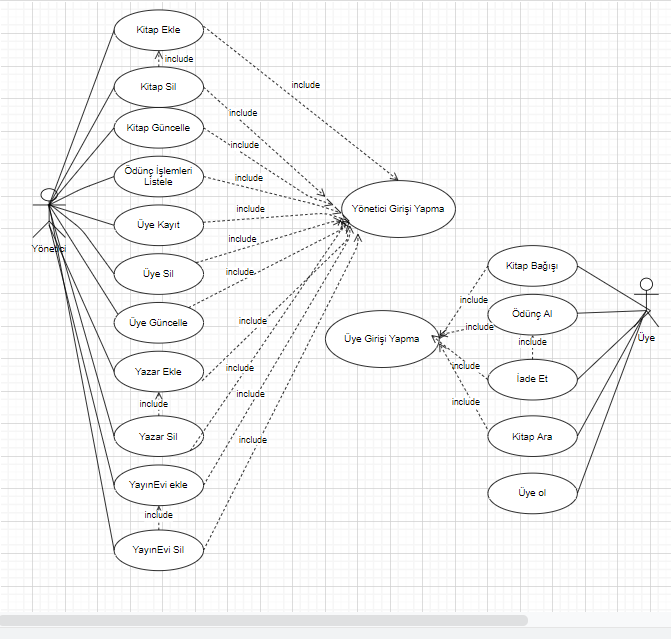 Kitap Ekle
include
Kitap Sil
include
include
Kitap Güncelle
include
Ödünç İşlemleri
Listele
include
Yönetici Girişi Yapma
Üye Kayıt
include
Yönetici
include
Üye Sil
include
Üye Güncelle
include
Yazar Ekle
include
include
include
Yazar Sil
include
YayınEvi ekle
include
YayınEvi Sil
Kitap Bağışı
include
Ödünç Al
include
Üye
Üye Girişi Yapma
include
include
İade Et
include
Kitap Ara
Üye ol